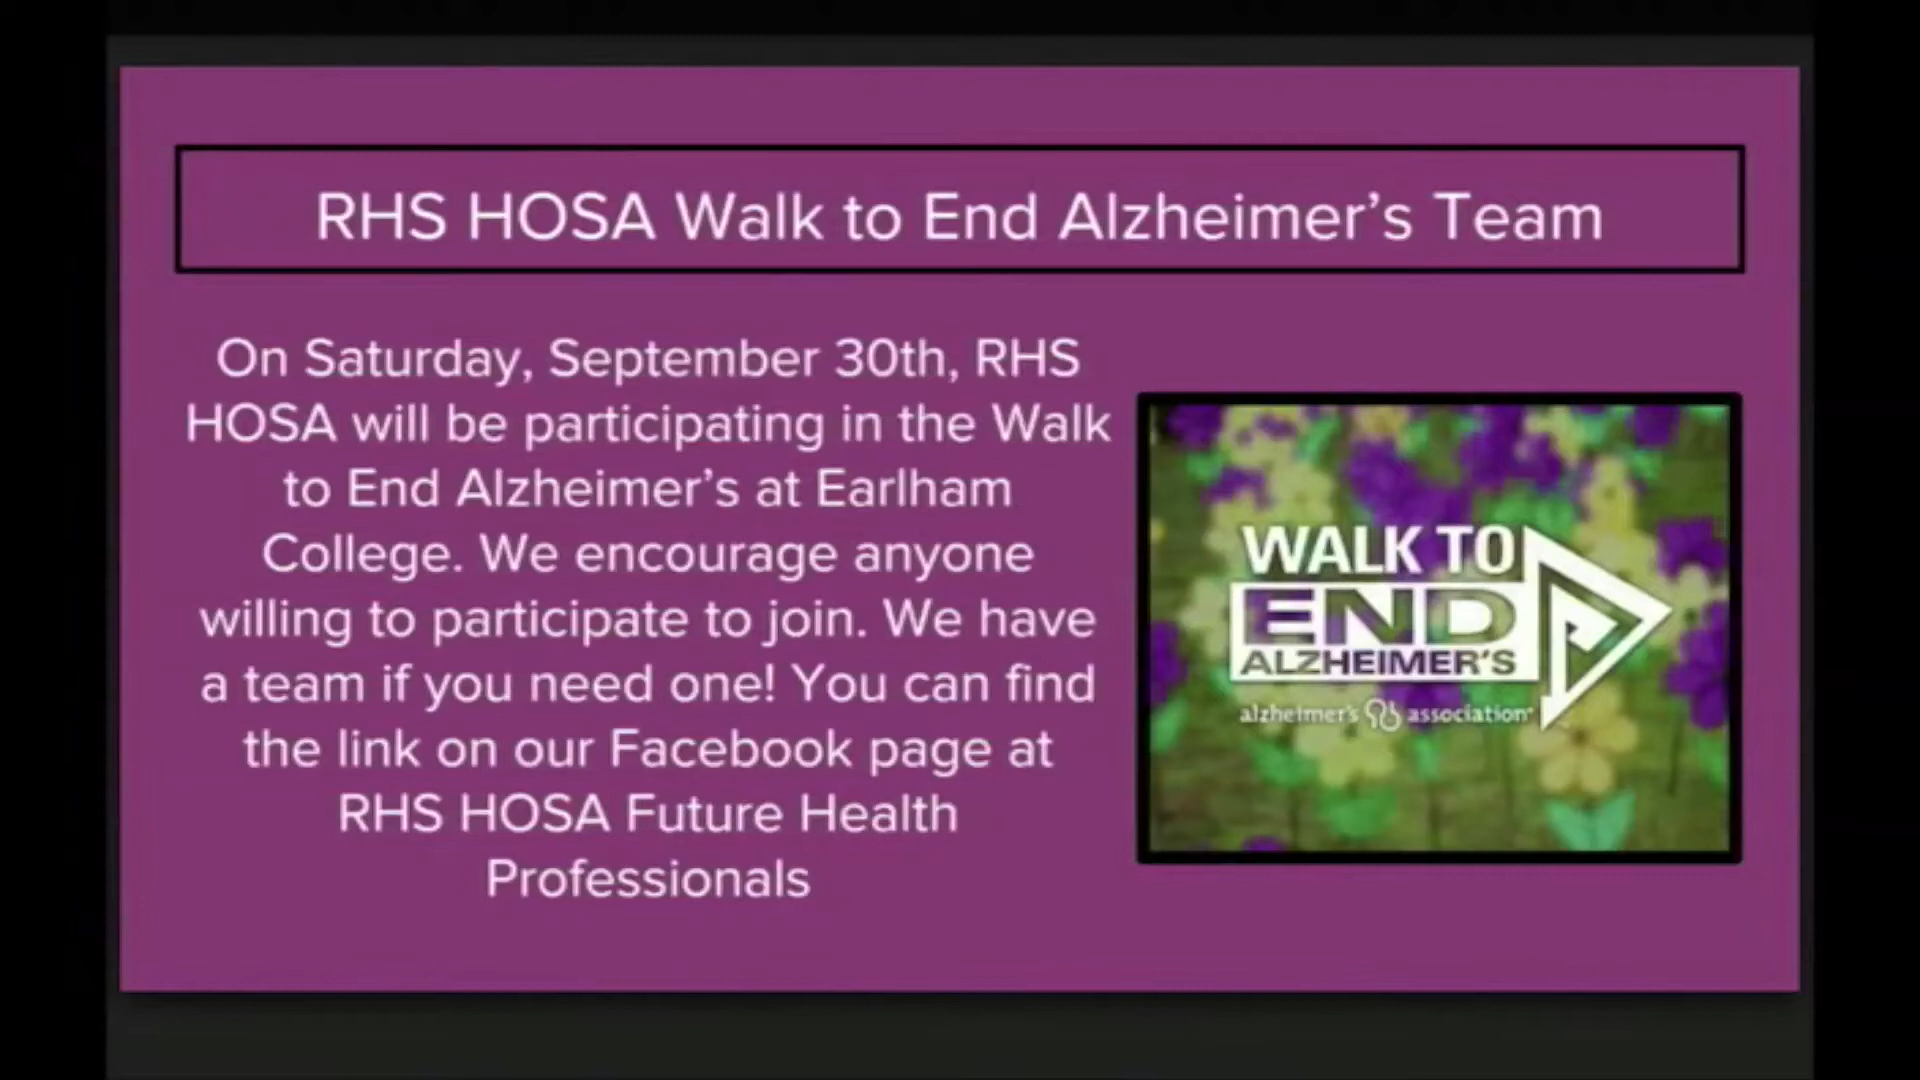 RHS HOSA Walk to End Alzheimer's Team
On Saturday, September 30th, RHS
HOSA will be participating in the Walk
to End Alzheimer's at Earlham
College. We encourage anyone
willing to participate to join. We have
a team if you need one! You can find
the link on our Facebook page at
RHS HOSA Future Health
Professionals
WALK TO
END
ALZHEIMER'S
alzheimer's association®